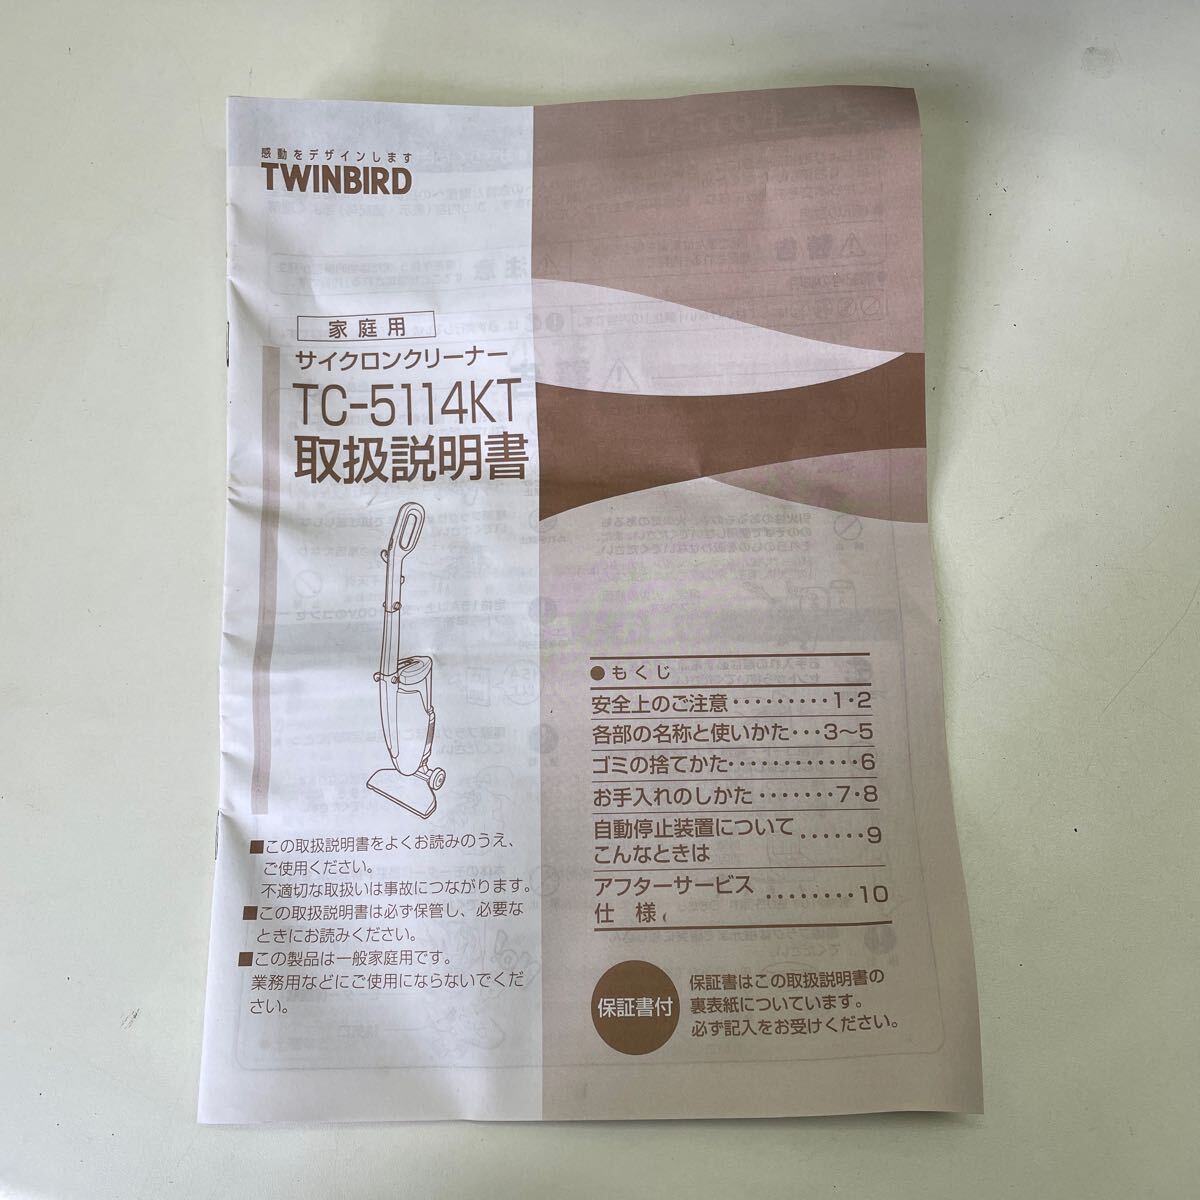 感動をデザインします
TWINBIRD
家庭用
サイクロンクリーナー
TC-5114KT
取扱説明書
■この取扱説明書をよくお読みのうえ、
ご使用ください。
不適切な取扱いは事故につながります。
■この取扱説明書は必ず保管し、必要な
ときにお読みください。
■この製品は一般家庭用です。
業務用などにご使用にならないでくだ
さい。
●もくじ
安全上のご注意・・・・・・・・・1・2
各部の名称と使いかた・・・3〜5
ゴミの捨てかた・・・・・・・・・・・・6
お手入れのしかた・・・・・・・7・8
自動停止装置について
こんなときは・・・・・・9
アフターサービス
仕　様・・・・・・・・10
保証書付
保証書はこの取扱説明書の
裏表紙についています。
必ず記入をお受けください。